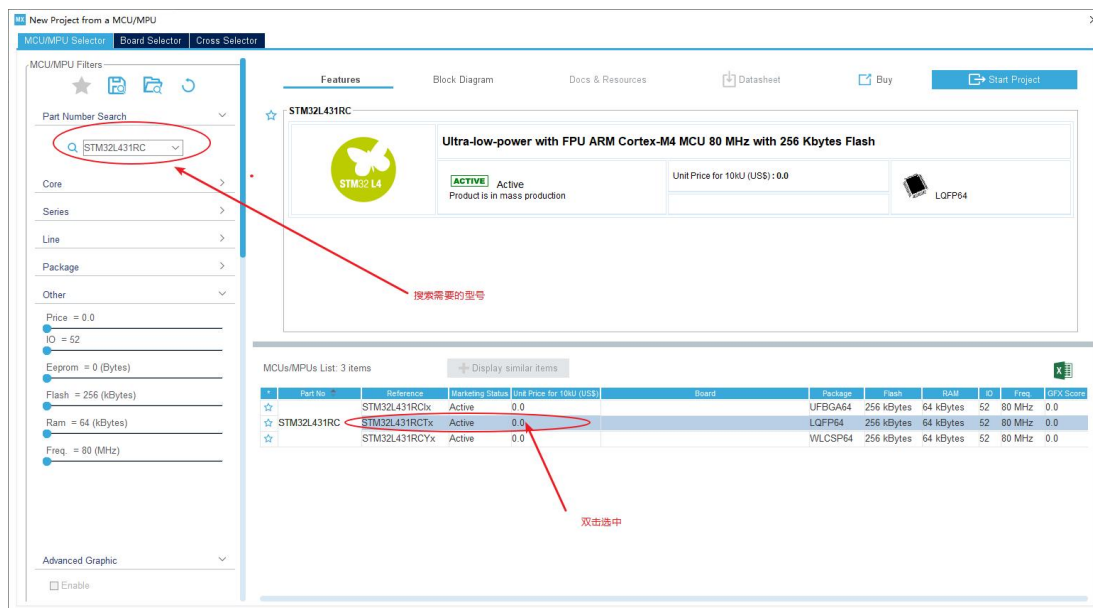 MX New Project from a MCU/MPU
MCU/MPU Selector Board Selector Cross Selector
MCU/MPU Filters
Part Number Search
STM32L431RC
Core
Series
Line
Package
Other
Price = 0.0
IO = 52
Eeprom = 0 (Bytes)
Flash = 256 (kBytes)
Ram = 64 (kBytes)
Freq. = 80 (MHz)
Advanced Graphic
Enable
Features Block Diagram Docs & Resources Datasheet Buy Start Project
STM32L431RC
STM32 L4
Ultra-low-power with FPU ARM Cortex-M4 MCU 80 MHz with 256 Kbytes Flash
ACTIVE Active
Product is in mass production
Unit Price for 10kU (US$) : 0.0
LQFP64
搜索需要的型号
MCUs/MPUs List: 3 items
Display similar items
* Part No Reference Marketing Status Unit Price for 10kU (US$) Board Package Flash RAM IO Freq. GFX Score
STM32L431RCIx Active 0.0 UFBGA64 256 kBytes 64 kBytes 52 80 MHz 0.0
STM32L431RC STM32L431RCTx Active 0.0 LQFP64 256 kBytes 64 kBytes 52 80 MHz 0.0
STM32L431RCYx Active 0.0 WLCSP64 256 kBytes 64 kBytes 52 80 MHz 0.0
双击选中